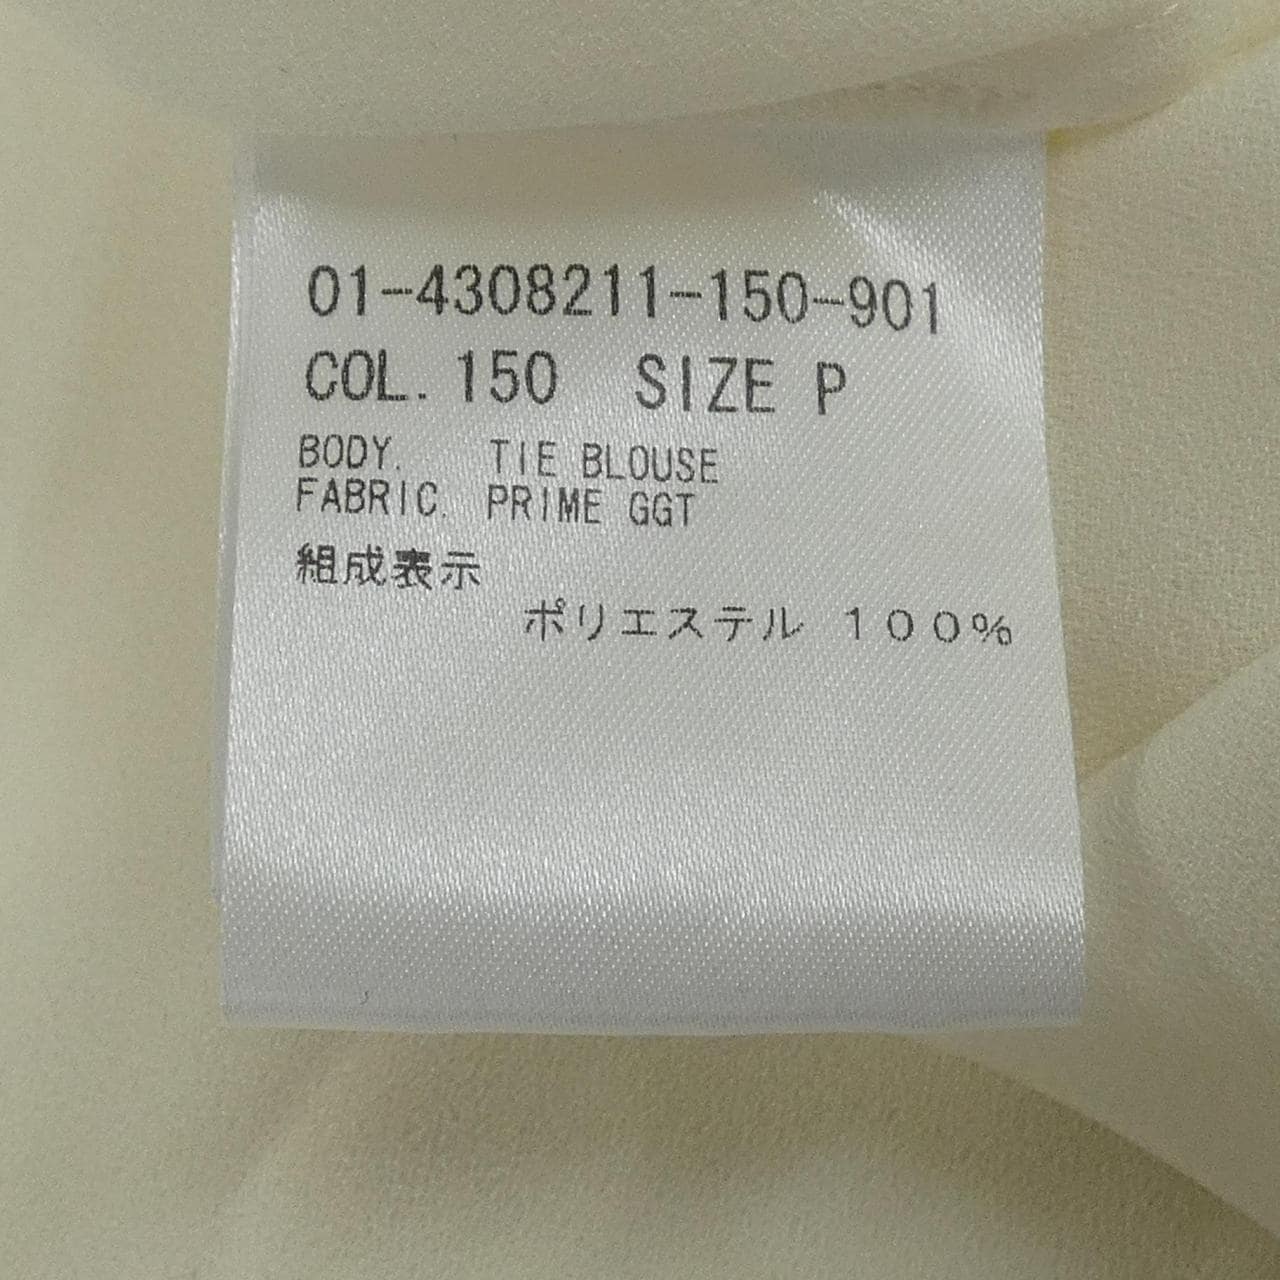 01-4308211-150-901
COL. 150 SIZE P
BODY. TIE BLOUSE
FABRIC. PRIME GGT
組成表示
ポリエステル 100%